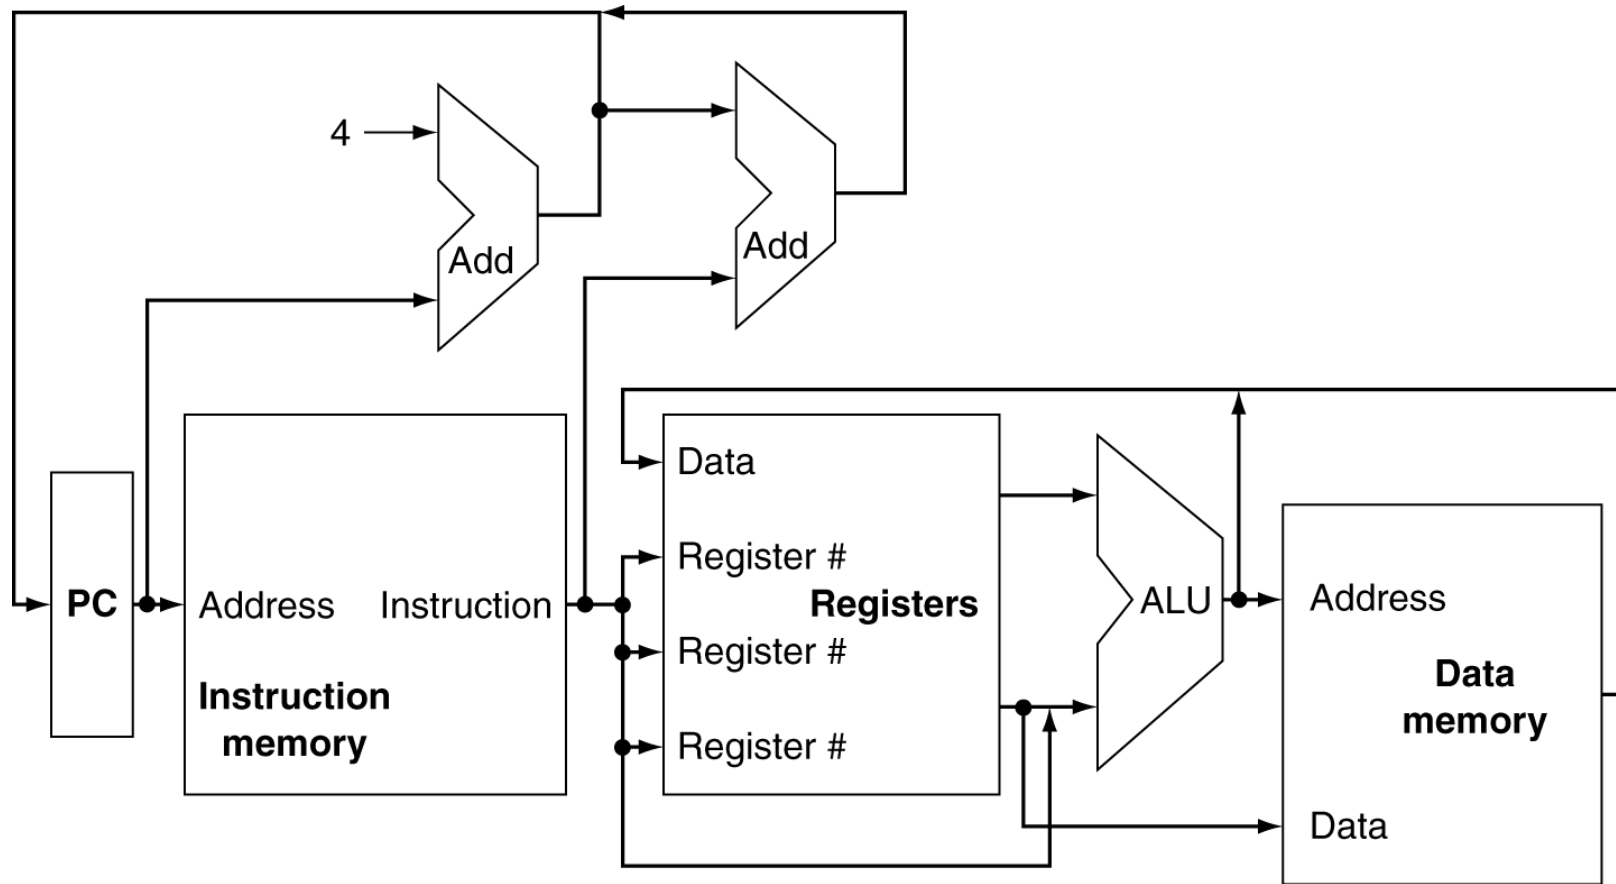 4
Add
Add
Data
Register #
Register #
Register #
Registers
PC
Address
Instruction
Instruction
memory
ALU
Address
Data
memory
Data